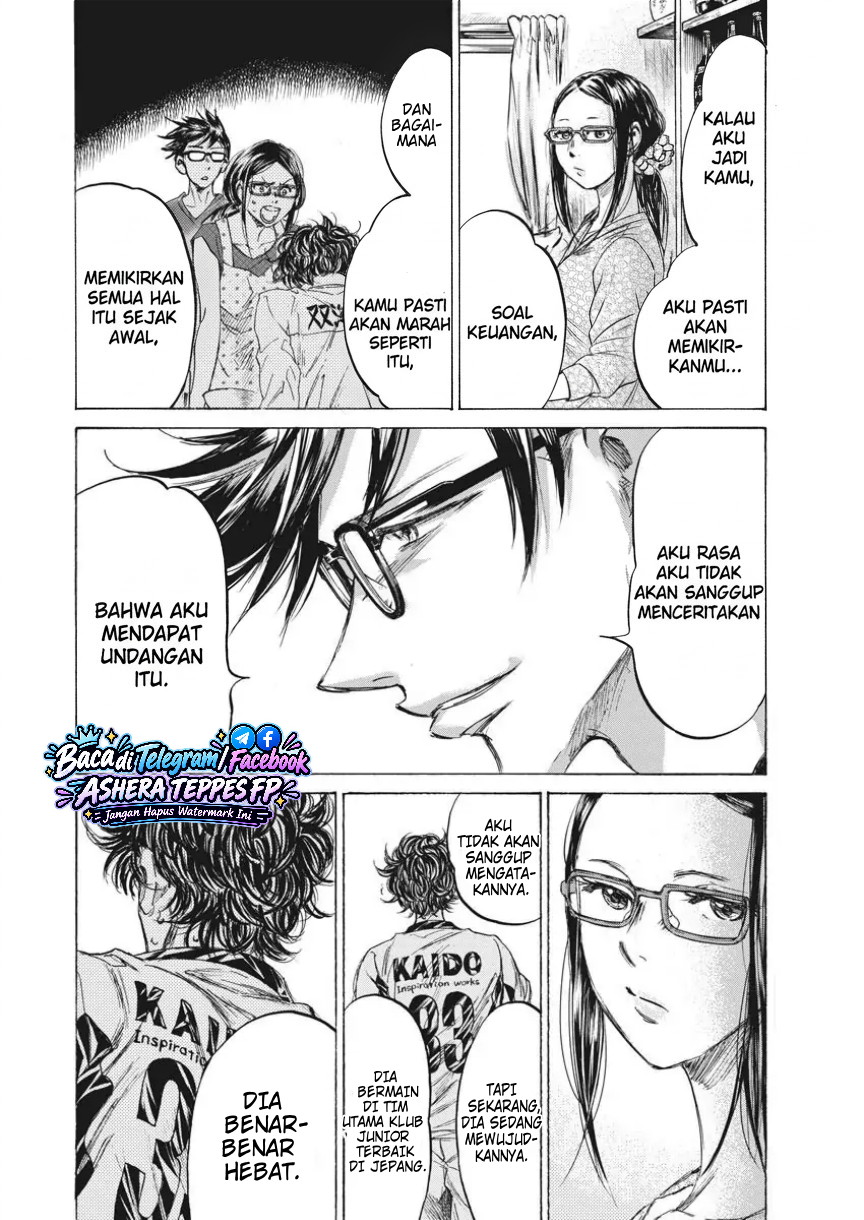 KALAU
AKU
JADI
KAMU,
AKU PASTI
AKAN
MEMIKIR-
KANMU...
SOAL
KEUANGAN,
DAN
BAGAI-
MANA
KAMU PASTI
AKAN MARAH
SEPERTI
ITU,
MEMIKIRKAN
SEMUA HAL
ITU SEJAK
AWAL,
AKU RASA
AKU TIDAK
AKAN SANGGUP
MENCERITAKAN
BAHWA AKU
MENDAPAT
UNDANGAN
ITU.
Baca di Telegram/Facebook
ASHERA TEPPES FP
Jangan Hapus Watermark Ini
AKU
TIDAK AKAN
SANGGUP
MENGATA-
KANNYA.
KAIDO
Inspiration works
33
TAPI
SEKARANG,
DIA SEDANG
MEWUJUD-
KANNYA.
DIA
BERMAIN
DI TIM
UTAMA KLUB
JUNIOR
TERBAIK
DI JEPANG.
DIA
BENAR-
BENAR
HEBAT.